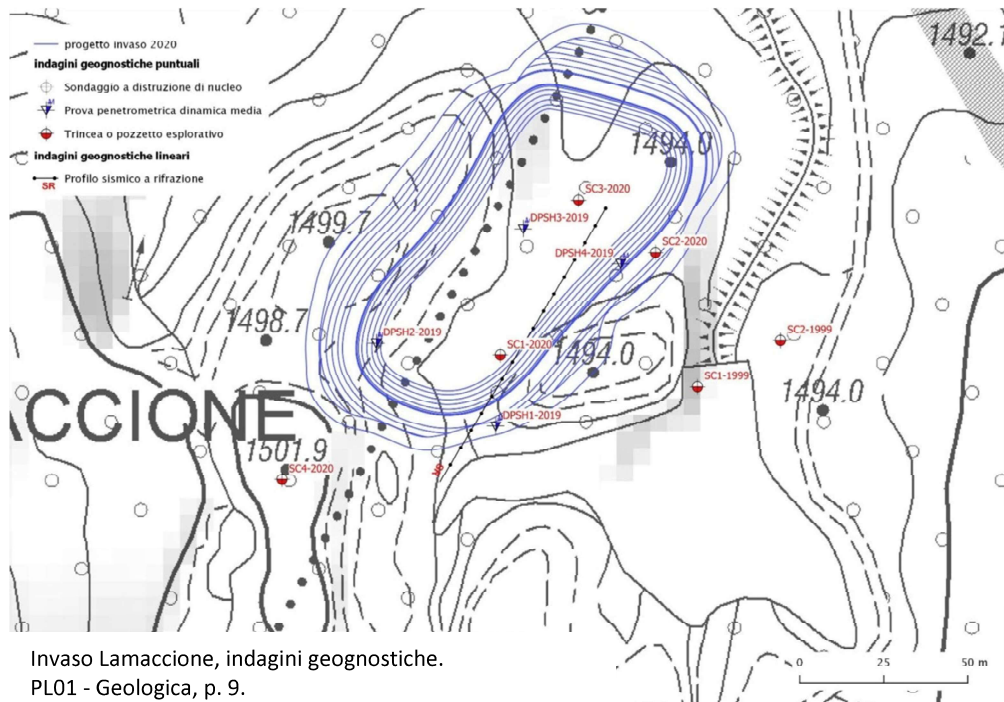 progetto invaso 2020
indagini geognostiche puntuali
Sondaggio a distruzione di nucleo
Prova penetrometrica dinamica media
Trincea o pozzetto esplorativo
indagini geognostiche lineari
SR
Profilo sismico a rifrazione
1492.1
1494.0
SC3-2020
1499.7
DPSH3-2019
SC2-2020
DPSH4-2019
1498.7
DPSH2-2019
SC2-1999
SC1-2020
1494.0
SC1-1999
1494.0
ACCIONE
DPSH1-2019
1501.9
SC4-2020
Invaso Lamaccione, indagini geognostiche.
PL01 - Geologica, p. 9.
0 25 50 m